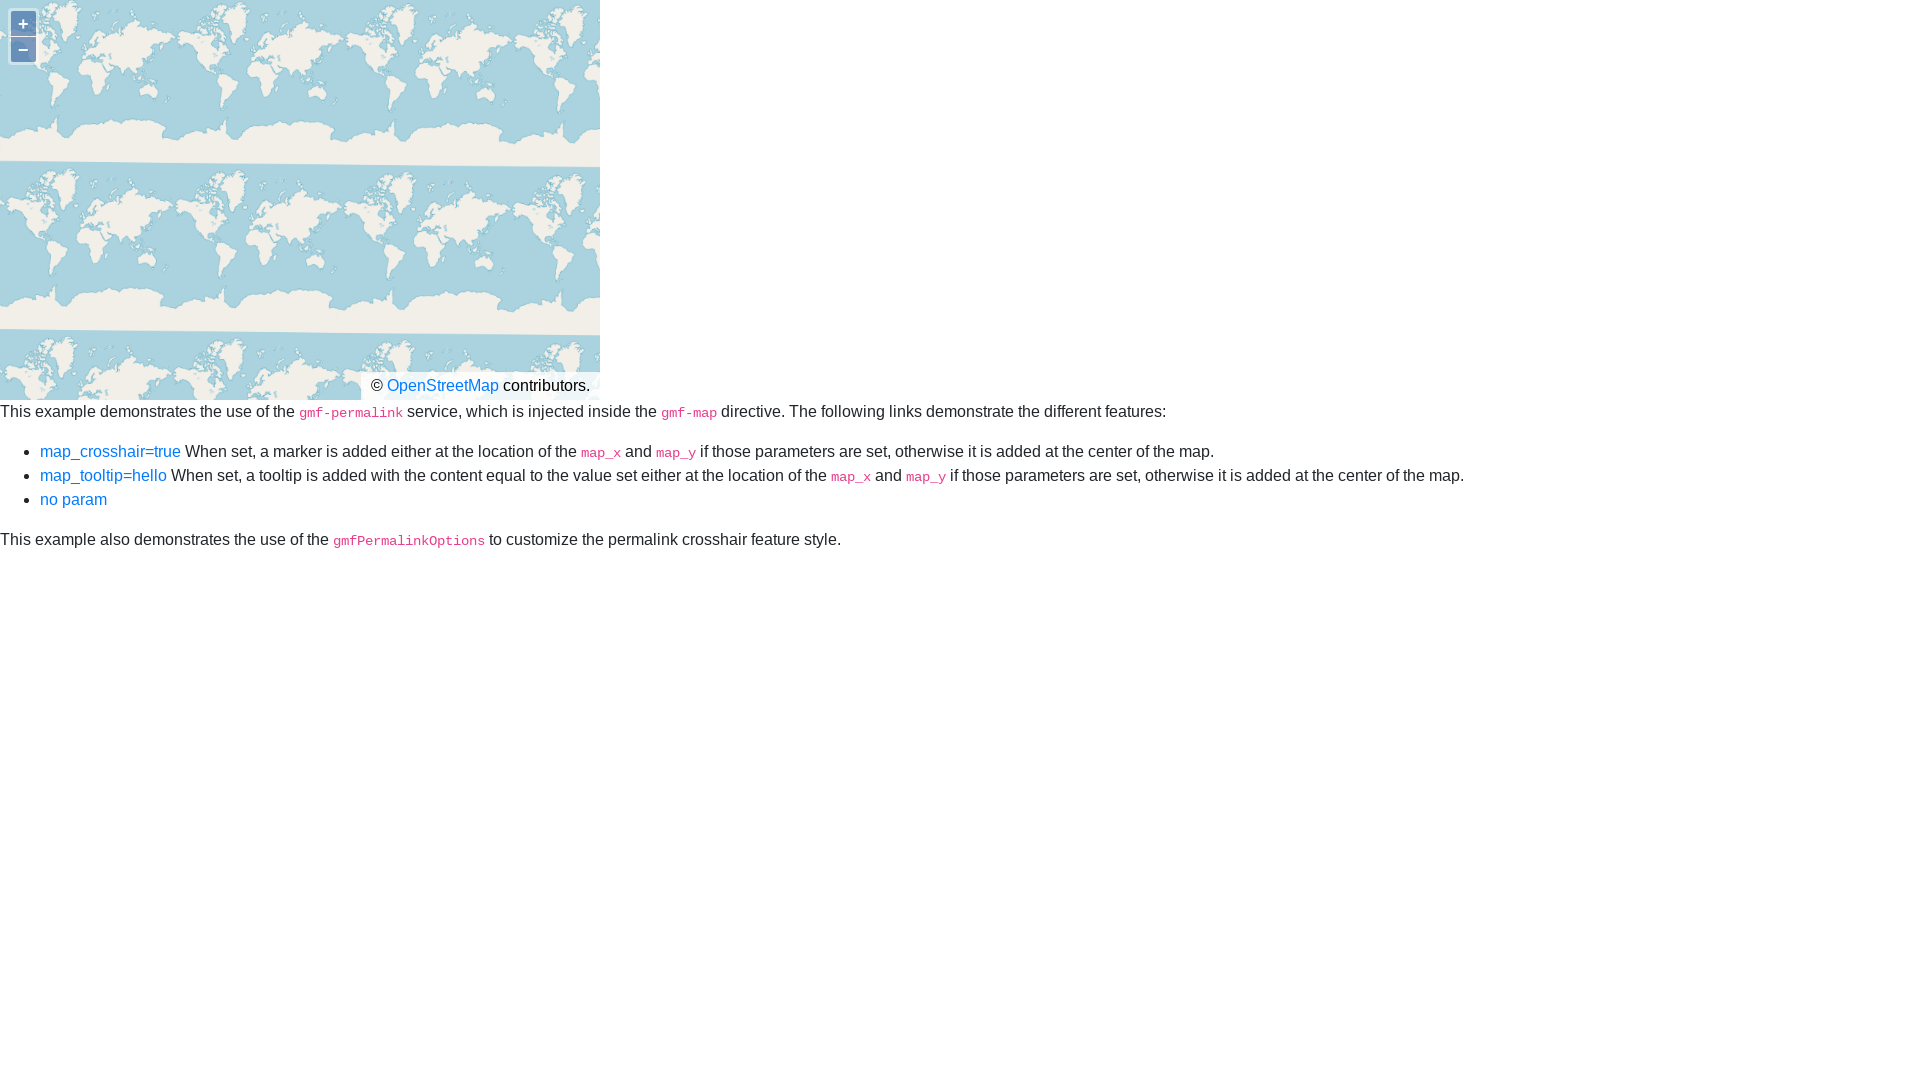 +
−
© OpenStreetMap contributors.
This example demonstrates the use of the gmf-permalink service, which is injected inside the gmf-map directive. The following links demonstrate the different features:
map_crosshair=true When set, a marker is added either at the location of the map_x and map_y if those parameters are set, otherwise it is added at the center of the map.
map_tooltip=hello When set, a tooltip is added with the content equal to the value set either at the location of the map_x and map_y if those parameters are set, otherwise it is added at the center of the map.
no param
This example also demonstrates the use of the gmfPermalinkOptions to customize the permalink crosshair feature style.